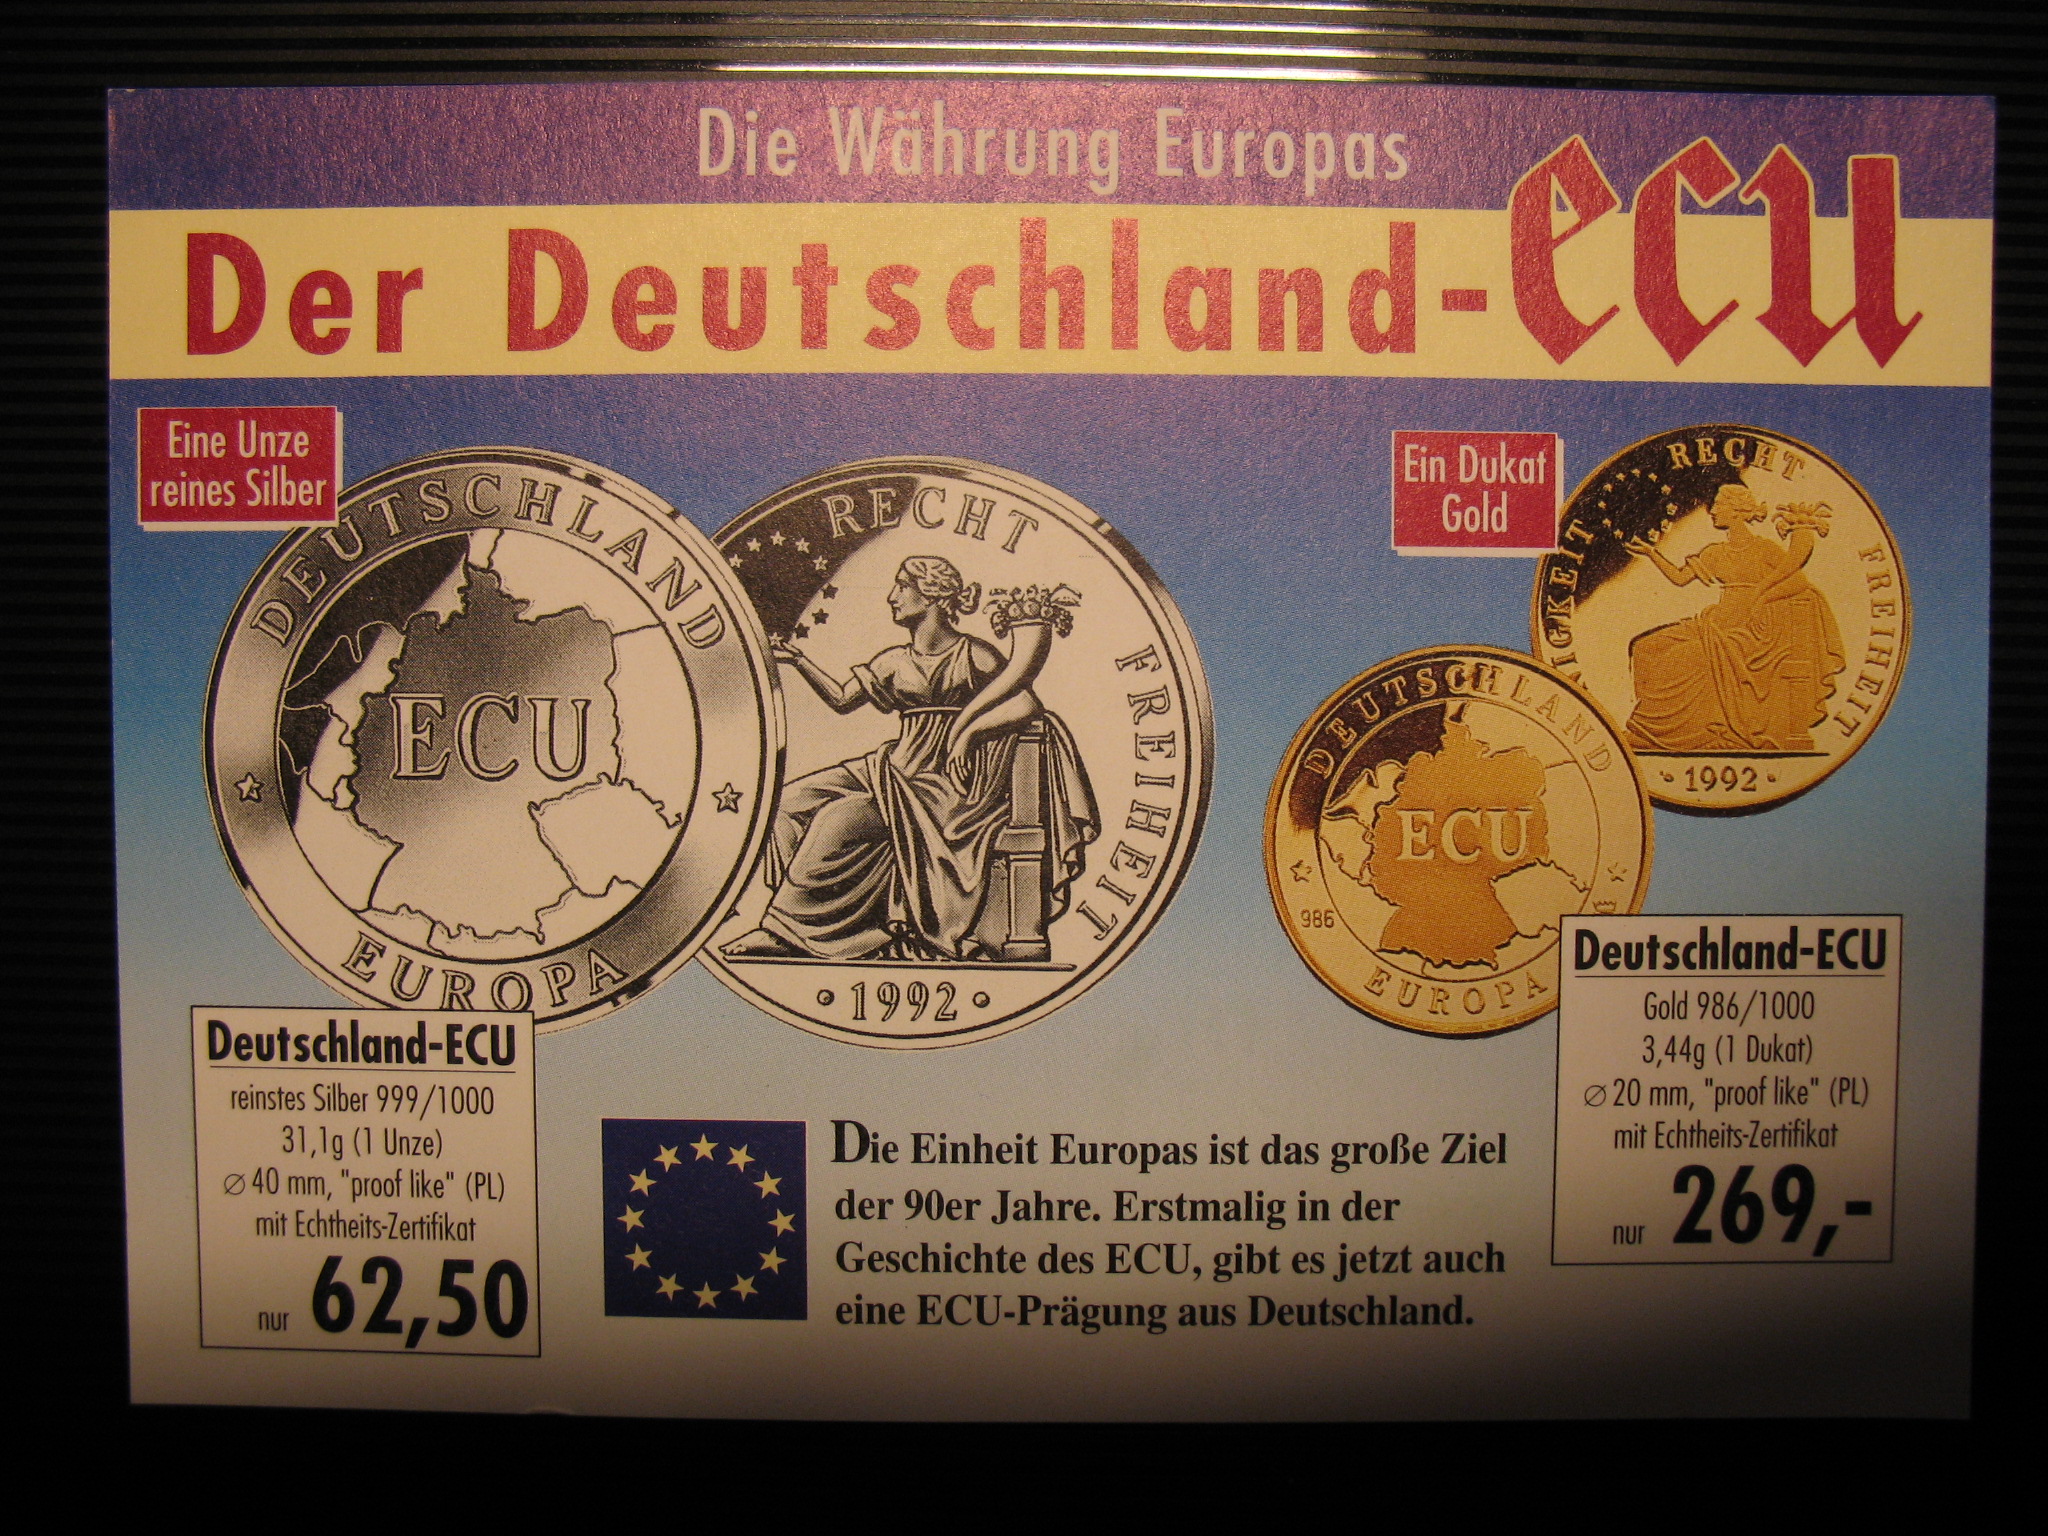 Die Währung Europas
Der Deutschland-ecu
Eine Unze
reines Silber
DEUTSCHLAND
ECU
EUROPA
RECHT
FREIHEIT
1992
Ein Dukat
Gold
RECHT
FREIHEIT
1992
DEUTSCHLAND
ECU
986
EUROPA
Deutschland-ECU
reinstes Silber 999/1000
31,1g (1 Unze)
⌀ 40 mm, "proof like" (PL)
mit Echtheits-Zertifikat
nur 62,50
Die Einheit Europas ist das große Ziel
der 90er Jahre. Erstmalig in der
Geschichte des ECU, gibt es jetzt auch
eine ECU-Prägung aus Deutschland.
Deutschland-ECU
Gold 986/1000
3,44g (1 Dukat)
⌀ 20 mm, "proof like" (PL)
mit Echtheits-Zertifikat
nur 269,-